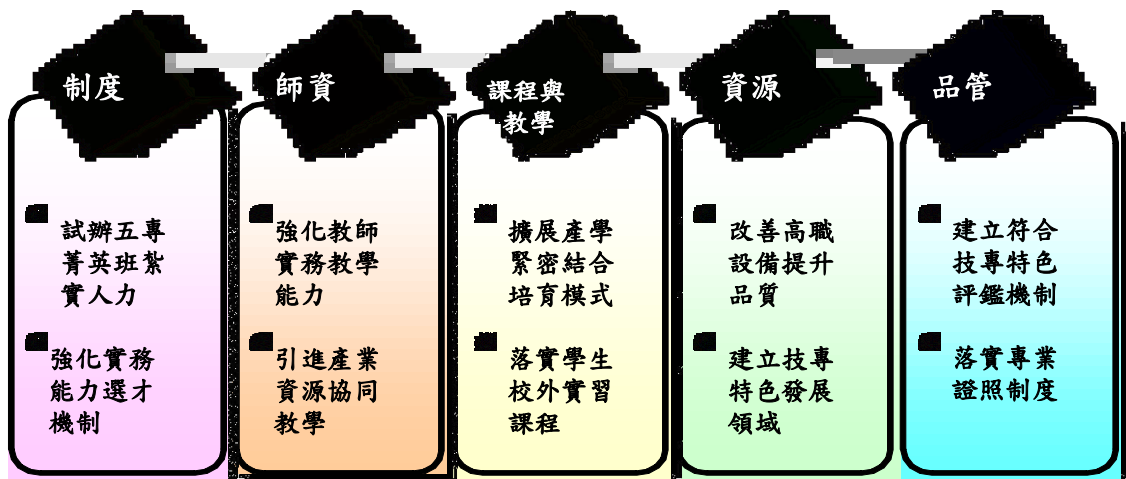 制度
試辦五專
菁英班紮
實人力
強化實務
能力選才
機制
師資
強化教師
實務教學
能力
引進產業
資源協同
教學
課程與
教學
擴展產學
緊密結合
培育模式
落實學生
校外實習
課程
資源
改善高職
設備提升
品質
建立技專
特色發展
領域
品管
建立符合
技專特色
評鑑機制
落實專業
證照制度